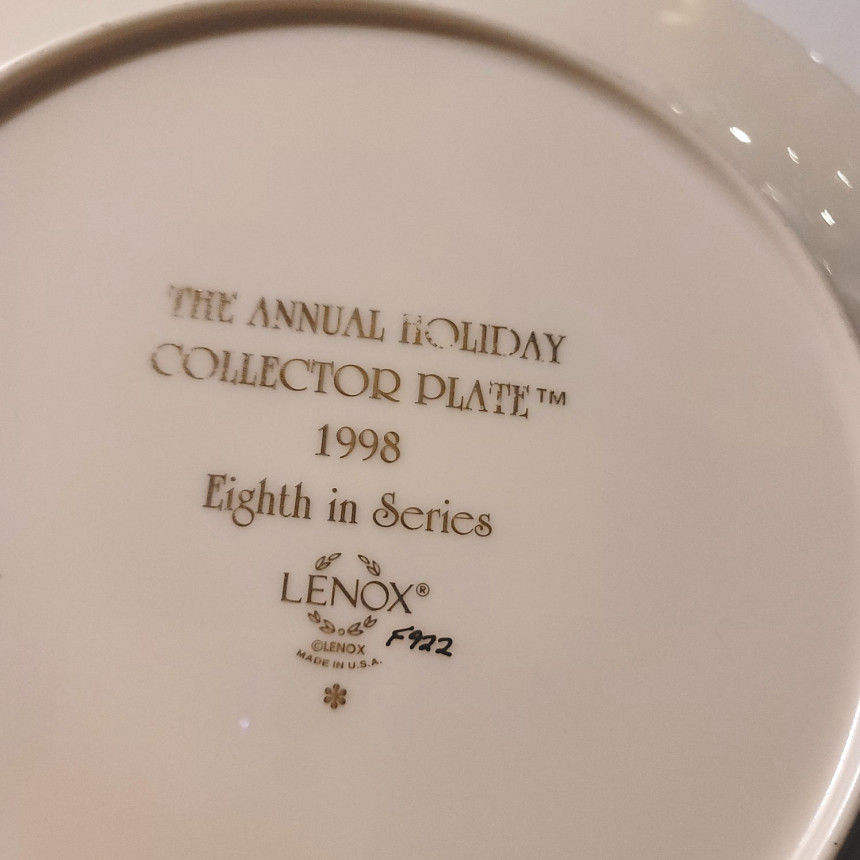 THE ANNUAL HOLIDAY
COLLECTOR PLATE™
1998
Eighth in Series
LENOX®
©LENOX
MADE IN U.S.A.
F922